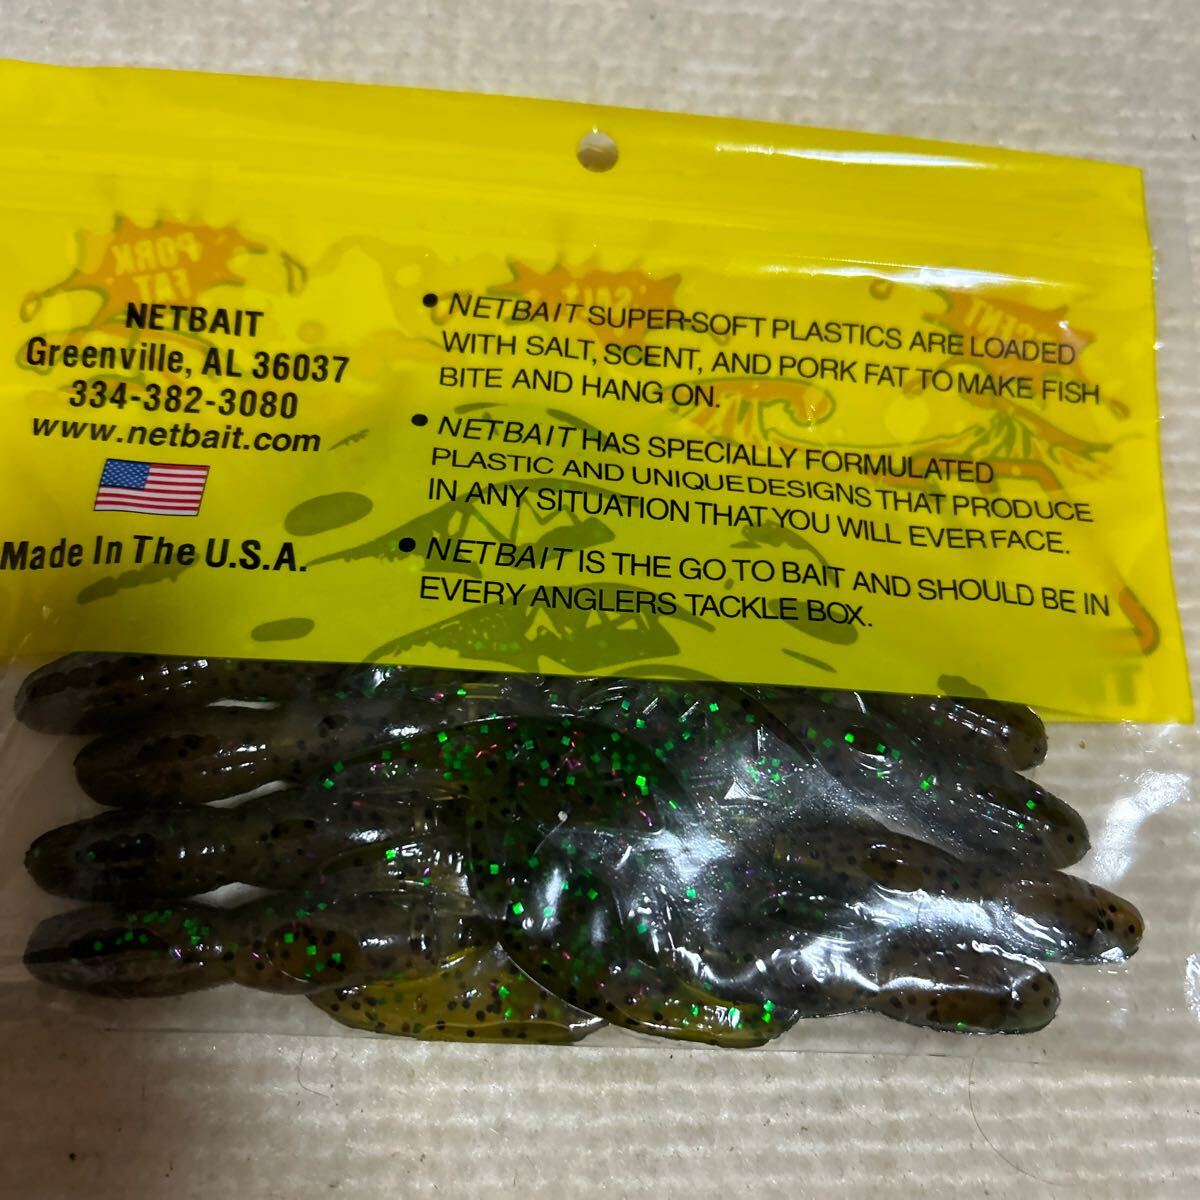 NETBAIT
Greenville, AL 36037
334-382-3080
www.netbait.com
Made In The U.S.A.
• NETBAIT SUPER-SOFT PLASTICS ARE LOADED
WITH SALT, SCENT, AND PORK FAT TO MAKE FISH
BITE AND HANG ON.
• NETBAIT HAS SPECIALLY FORMULATED
PLASTIC AND UNIQUE DESIGNS THAT PRODUCE
IN ANY SITUATION THAT YOU WILL EVER FACE.
• NETBAIT IS THE GO TO BAIT AND SHOULD BE IN
EVERY ANGLERS TACKLE BOX.
PORK
FAT
SALT
SCENT